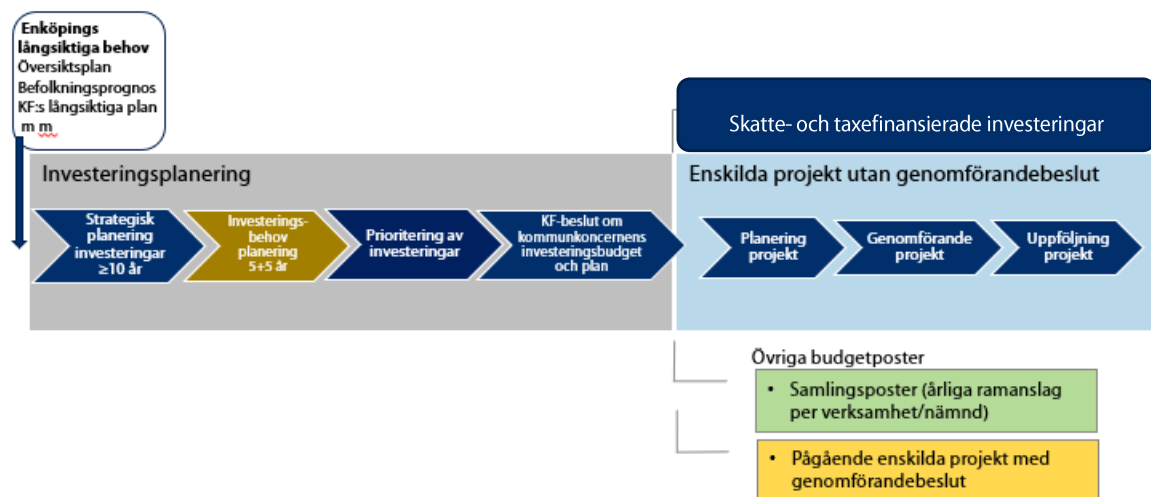 Enköpings
långsiktiga behov
Översiktsplan
Befolkningsprognos
KF:s långsiktiga plan
m m
Skatte- och taxefinansierade investeringar
Investeringsplanering
Enskilda projekt utan genomförandebeslut
Strategisk
planering
investeringar
≥10 år
Investerings-
behov
planering
5+5 år
Prioritering av
investeringar
KF-beslut om
kommunkoncernens
investeringsbudget
och plan
Planering
projekt
Genomförande
projekt
Uppföljning
projekt
Övriga budgetposter
• Samlingsposter (årliga ramanslag
per verksamhet/nämnd)
• Pågående enskilda projekt med
genomförandebeslut